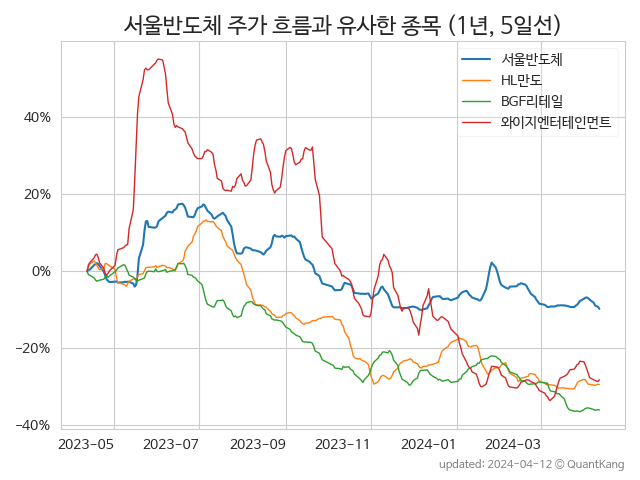 서울반도체 주가 흐름과 유사한 종목 (1년, 5일선)
서울반도체
HL만도
BGF리테일
와이지엔터테인먼트
40%
20%
0%
−20%
−40%
2023-05
2023-07
2023-09
2023-11
2024-01
2024-03
updated: 2024-04-12 © QuantKang